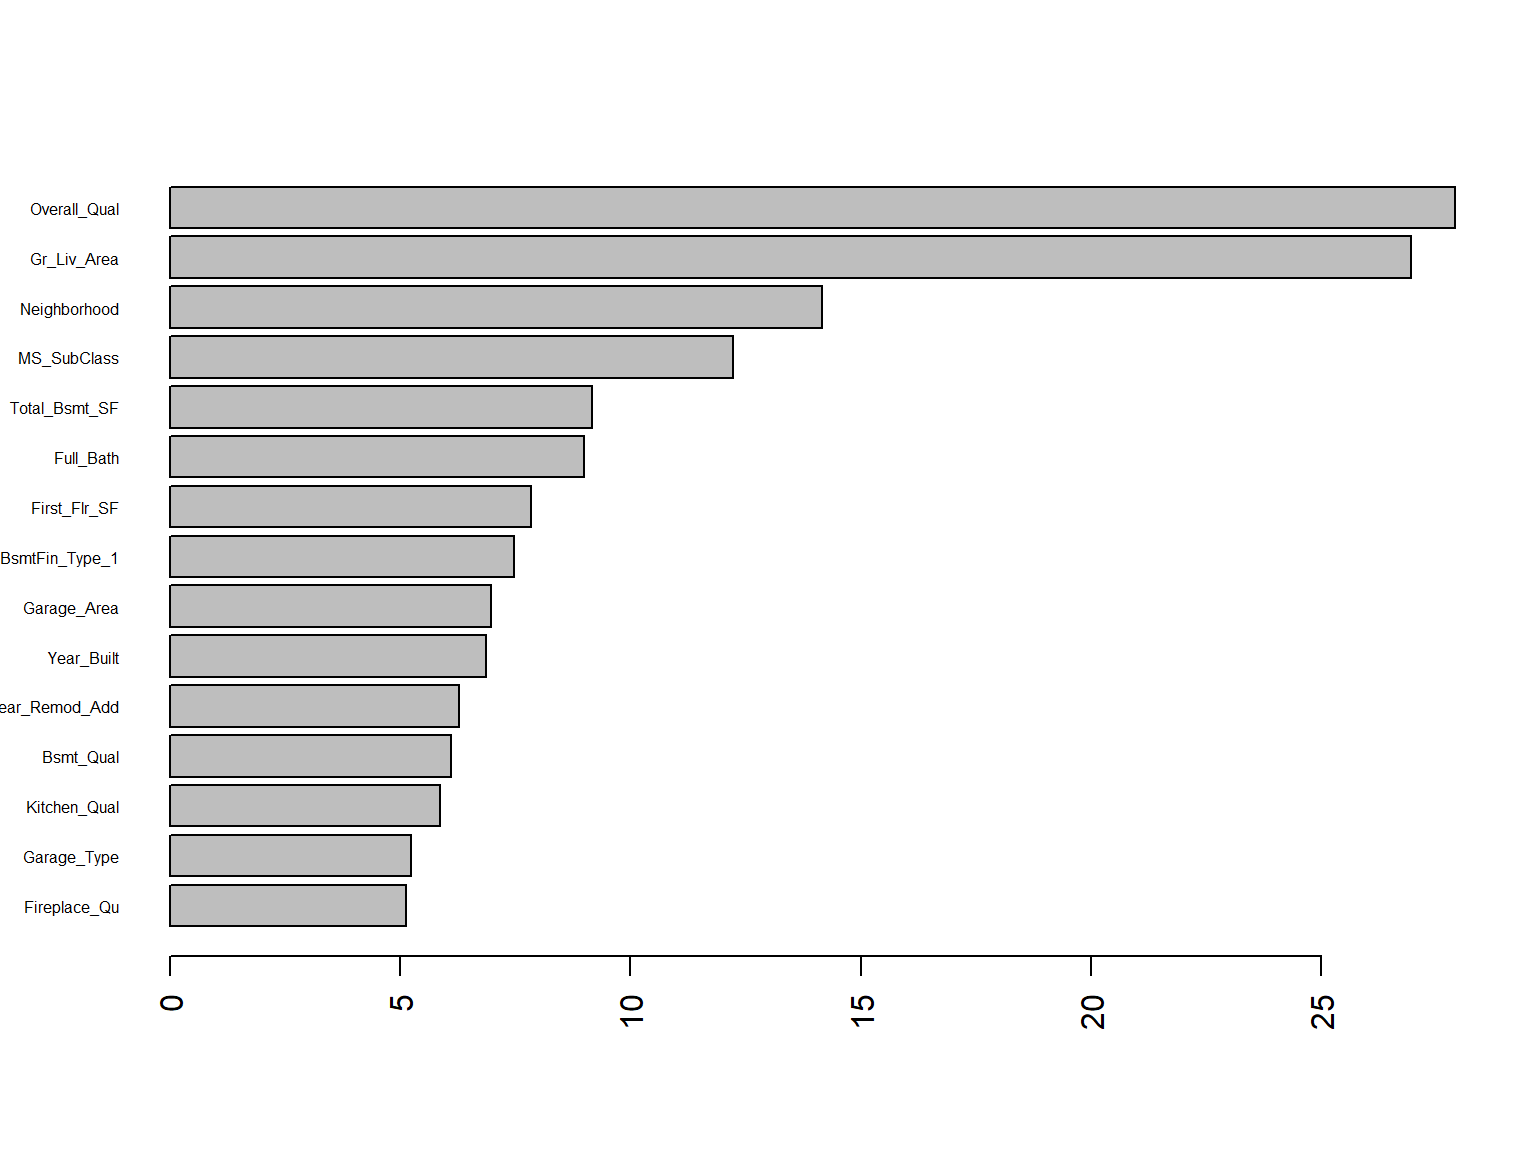 Overall_Qual
Gr_Liv_Area
Neighborhood
MS_SubClass
Total_Bsmt_SF
Full_Bath
First_Flr_SF
BsmtFin_Type_1
Garage_Area
Year_Built
ear_Remod_Add
Bsmt_Qual
Kitchen_Qual
Garage_Type
Fireplace_Qu
0 5 10 15 20 25